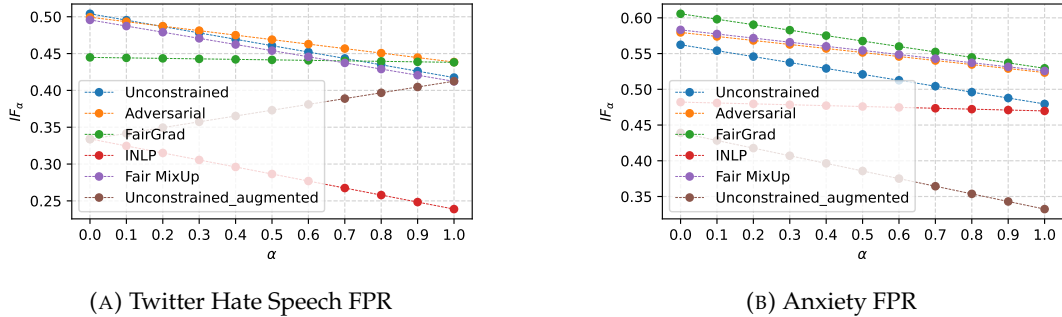 0.50
0.45
0.40
0.35
0.30
0.25
IFα
Unconstrained
Adversarial
FairGrad
INLP
Fair MixUp
Unconstrained_augmented
0.0 0.1 0.2 0.3 0.4 0.5 0.6 0.7 0.8 0.9 1.0
α
(A) Twitter Hate Speech FPR
0.60
0.55
0.50
0.45
0.40
0.35
IFα
Unconstrained
Adversarial
FairGrad
INLP
Fair MixUp
Unconstrained_augmented
0.0 0.1 0.2 0.3 0.4 0.5 0.6 0.7 0.8 0.9 1.0
α
(B) Anxiety FPR